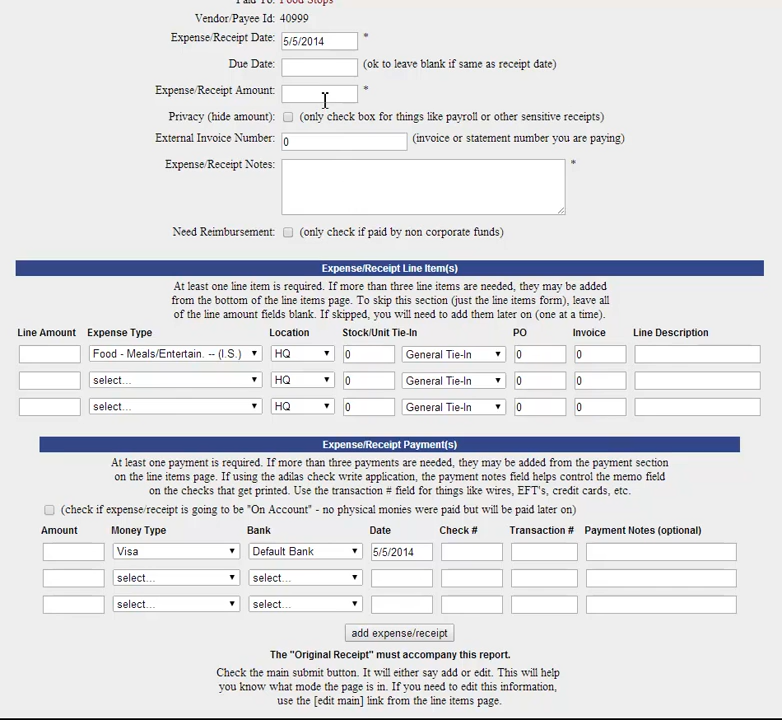 Paid To: Food Stops
Vendor/Payee Id: 40999
Expense/Receipt Date: 5/5/2014 *
Due Date: (ok to leave blank if same as receipt date)
Expense/Receipt Amount: *
Privacy (hide amount): (only check box for things like payroll or other sensitive receipts)
External Invoice Number: 0 (invoice or statement number you are paying)
Expense/Receipt Notes: *
Need Reimbursement: (only check if paid by non corporate funds)
Expense/Receipt Line Item(s)
At least one line item is required. If more than three line items are needed, they may be added
from the bottom of the line items page. To skip this section (just the line items form), leave all
of the line amount fields blank. If skipped, you will need to add them later on (one at a time).
Line Amount Expense Type Location Stock/Unit Tie-In PO Invoice Line Description
Food - Meals/Entertain. -- (I.S.) HQ 0 General Tie-In 0 0
select... HQ 0 General Tie-In 0 0
select... HQ 0 General Tie-In 0 0
Expense/Receipt Payment(s)
At least one payment is required. If more than three payments are needed, they may be added from the payment section
on the line items page. If using the adilas check write application, the payment notes field helps control the memo field
on the checks that get printed. Use the transaction # field for things like wires, EFT's, credit cards, etc.
(check if expense/receipt is going to be "On Account" - no physical monies were paid but will be paid later on)
Amount Money Type Bank Date Check # Transaction # Payment Notes (optional)
Visa Default Bank 5/5/2014
select... select...
select... select...
add expense/receipt
The "Original Receipt" must accompany this report.
Check the main submit button. It will either say add or edit. This will help
you know what mode the page is in. If you need to edit this information,
use the [edit main] link from the line items page.